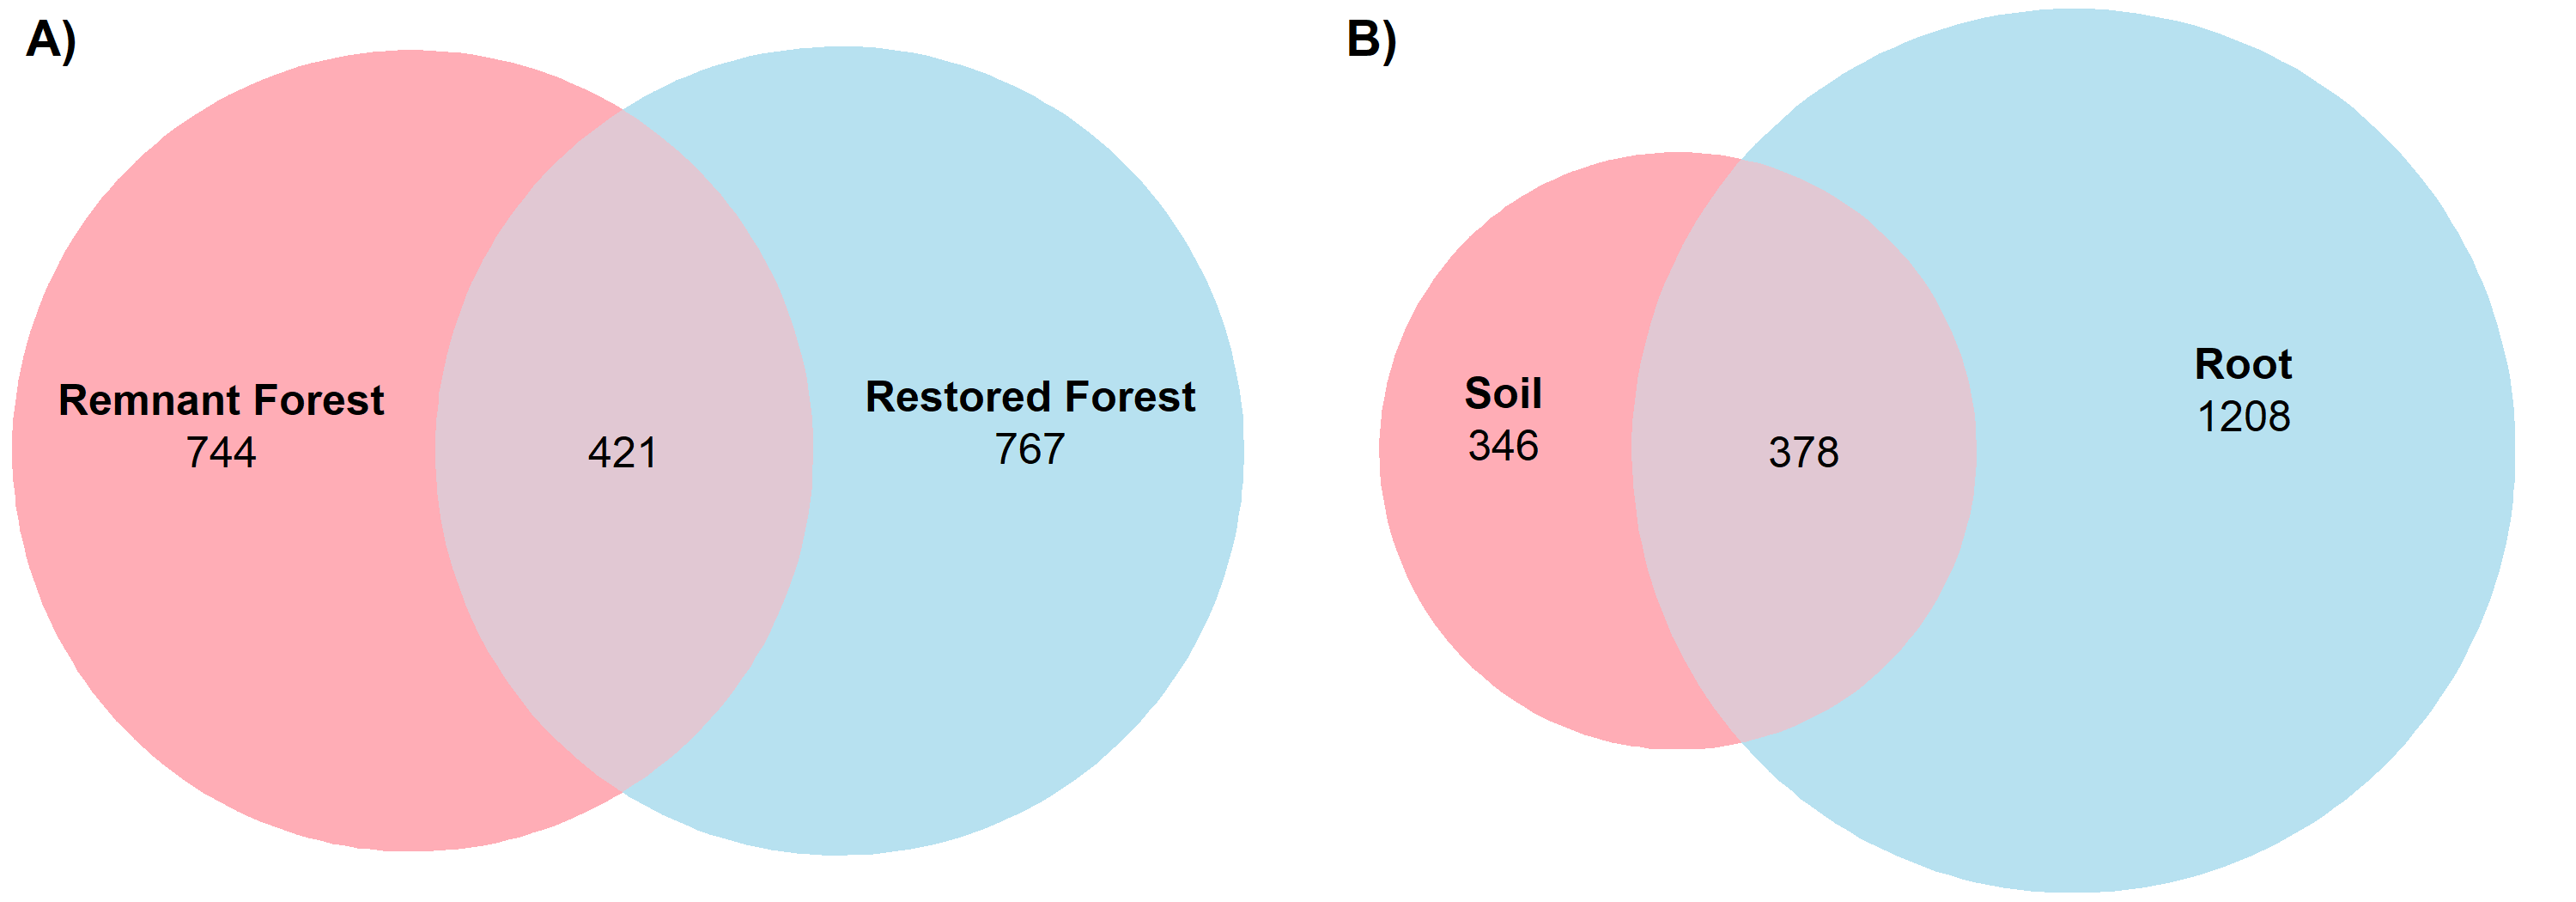 A)
Remnant Forest
744
421
Restored Forest
767
B)
Soil
346
378
Root
1208